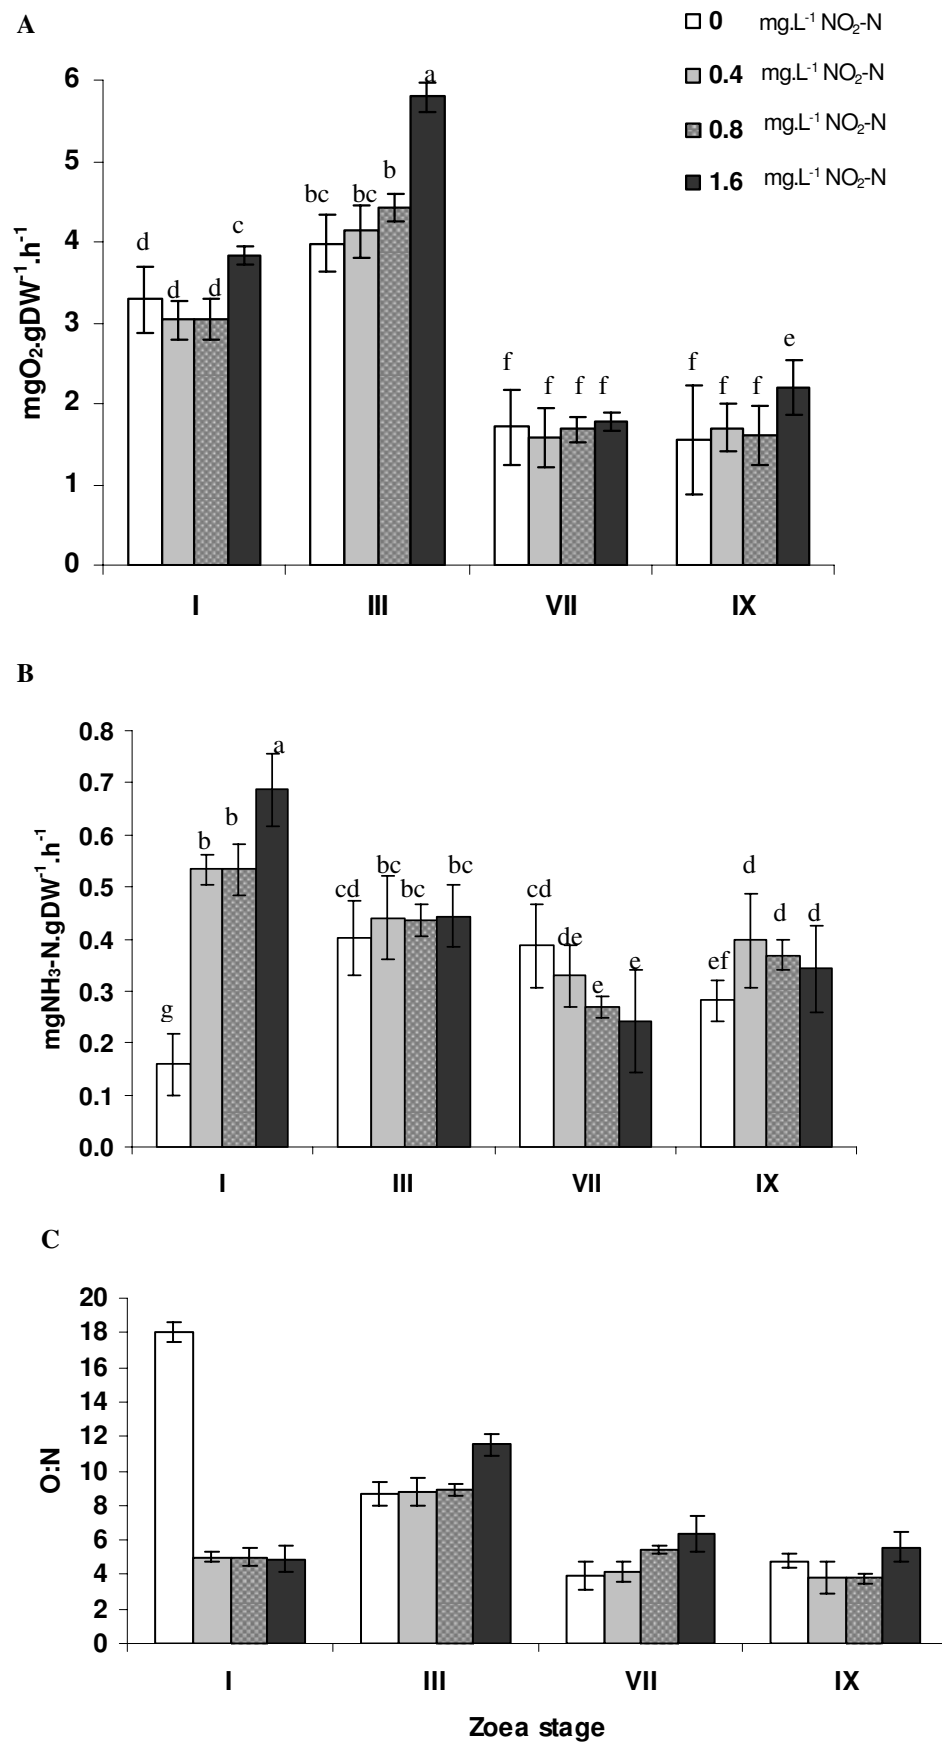 A
0 mg.L⁻¹ NO₂-N
0.4 mg.L⁻¹ NO₂-N
0.8 mg.L⁻¹ NO₂-N
1.6 mg.L⁻¹ NO₂-N
mgO₂.gDW⁻¹.h⁻¹
6
5
4
3
2
1
0
d d d c
bc bc b a
f f f f
f f f e
I III VII IX
B
mgNH₃-N.gDW⁻¹.h⁻¹
0.8
0.7
0.6
0.5
0.4
0.3
0.2
0.1
0.0
g b b a
cd bc bc bc
cd de e e
ef d d d
I III VII IX
C
O:N
20
18
16
14
12
10
8
6
4
2
0
I III VII IX
Zoea stage